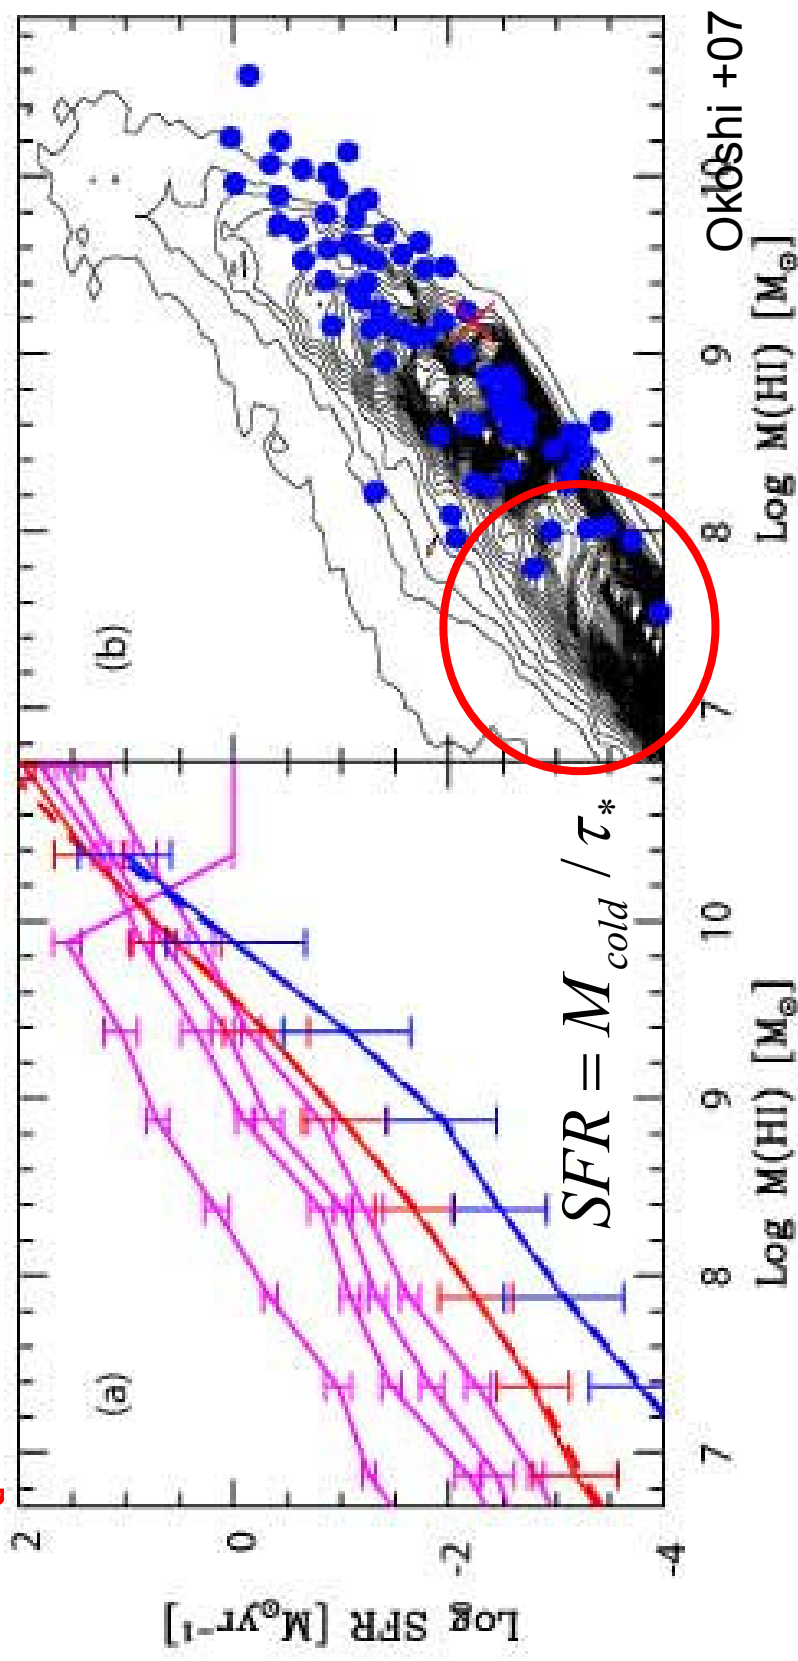 Log SFR [M⊙yr⁻¹]
2
0
-2
-4
(a)
SFR = M_cold / τ_*
7
8
9
10
Log M(HI) [M⊙]
(b)
7
8
9
10
Log M(HI) [M⊙]
Okoshi +07